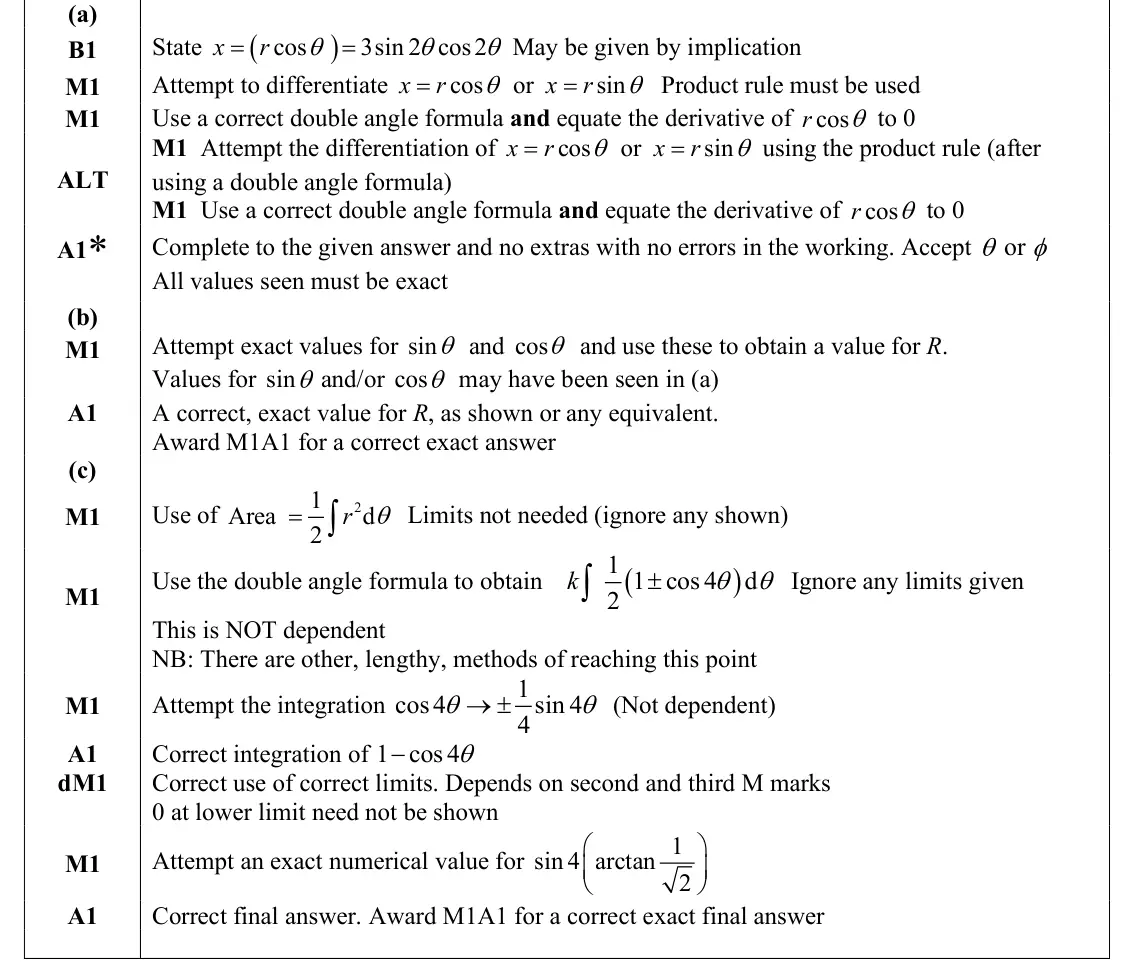 (a)
B1 State x = (r cos θ) = 3 sin 2θ cos 2θ May be given by implication
M1 Attempt to differentiate x = r cos θ or x = r sin θ Product rule must be used
M1 Use a correct double angle formula and equate the derivative of r cos θ to 0
M1 Attempt the differentiation of x = r cos θ or x = r sin θ using the product rule (after
ALT using a double angle formula)
M1 Use a correct double angle formula and equate the derivative of r cos θ to 0
A1* Complete to the given answer and no extras with no errors in the working. Accept θ or ϕ
All values seen must be exact
(b)
M1 Attempt exact values for sin θ and cos θ and use these to obtain a value for R.
Values for sin θ and/or cos θ may have been seen in (a)
A1 A correct, exact value for R, as shown or any equivalent.
Award M1A1 for a correct exact answer
(c)
M1 Use of Area = 1/2 ∫ r² dθ Limits not needed (ignore any shown)
M1 Use the double angle formula to obtain k ∫ 1/2 (1 ± cos 4θ) dθ Ignore any limits given
This is NOT dependent
NB: There are other, lengthy, methods of reaching this point
M1 Attempt the integration cos 4θ → ± 1/4 sin 4θ (Not dependent)
A1 Correct integration of 1 − cos 4θ
dM1 Correct use of correct limits. Depends on second and third M marks
0 at lower limit need not be shown
M1 Attempt an exact numerical value for sin 4 (arctan 1/√2)
A1 Correct final answer. Award M1A1 for a correct exact final answer